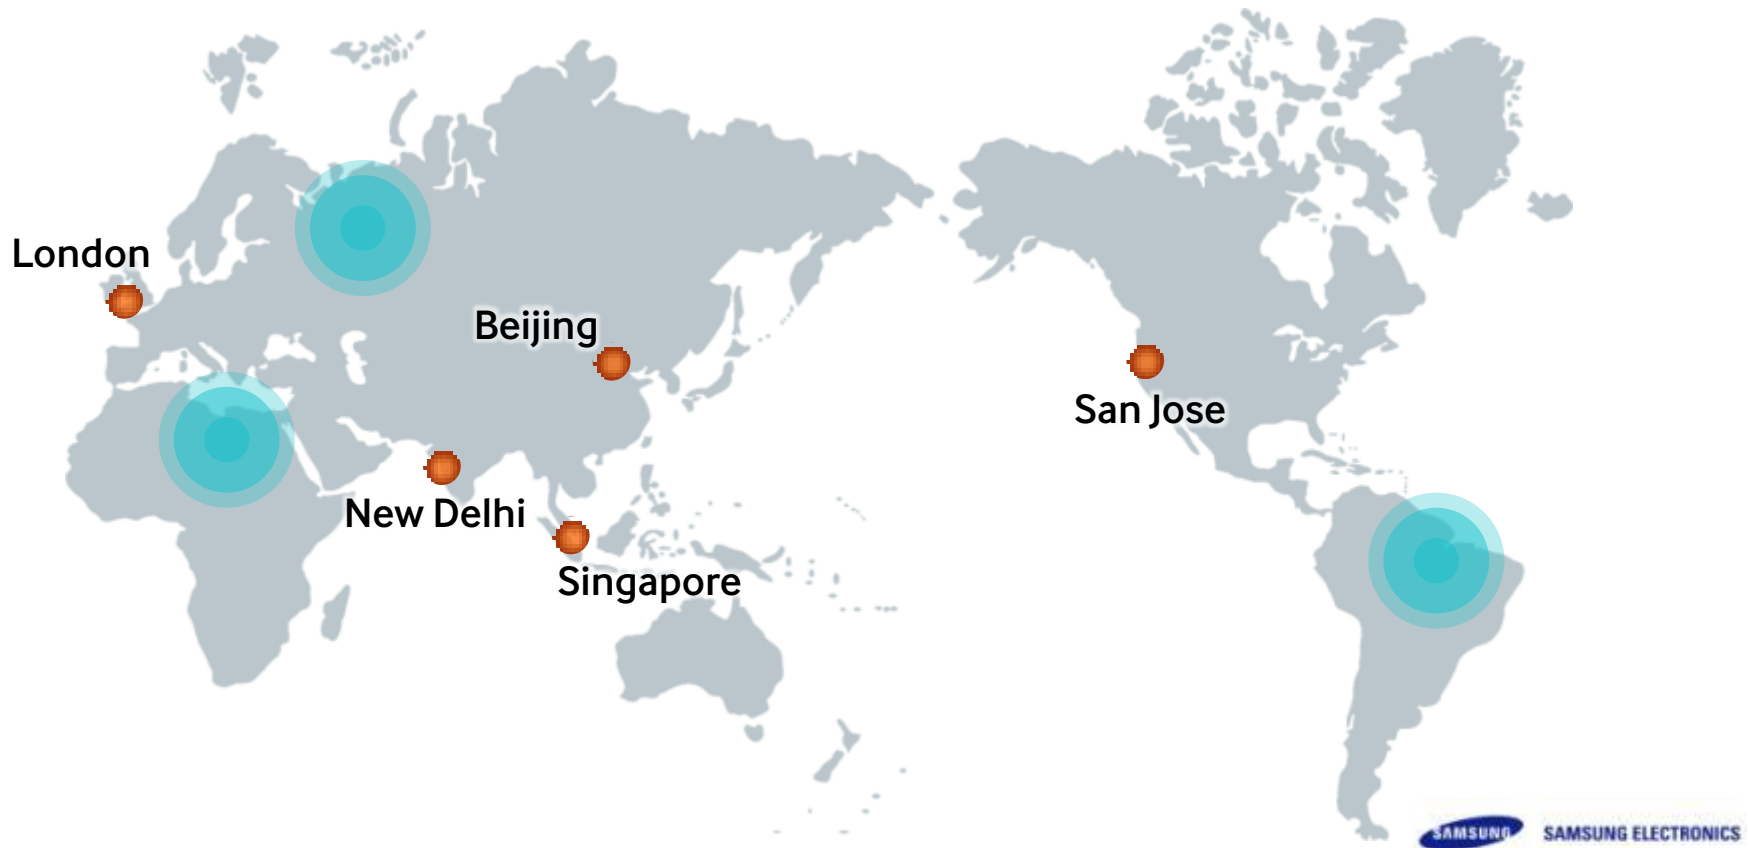 London
Beijing
San Jose
New Delhi
Singapore
SAMSUNG SAMSUNG ELECTRONICS